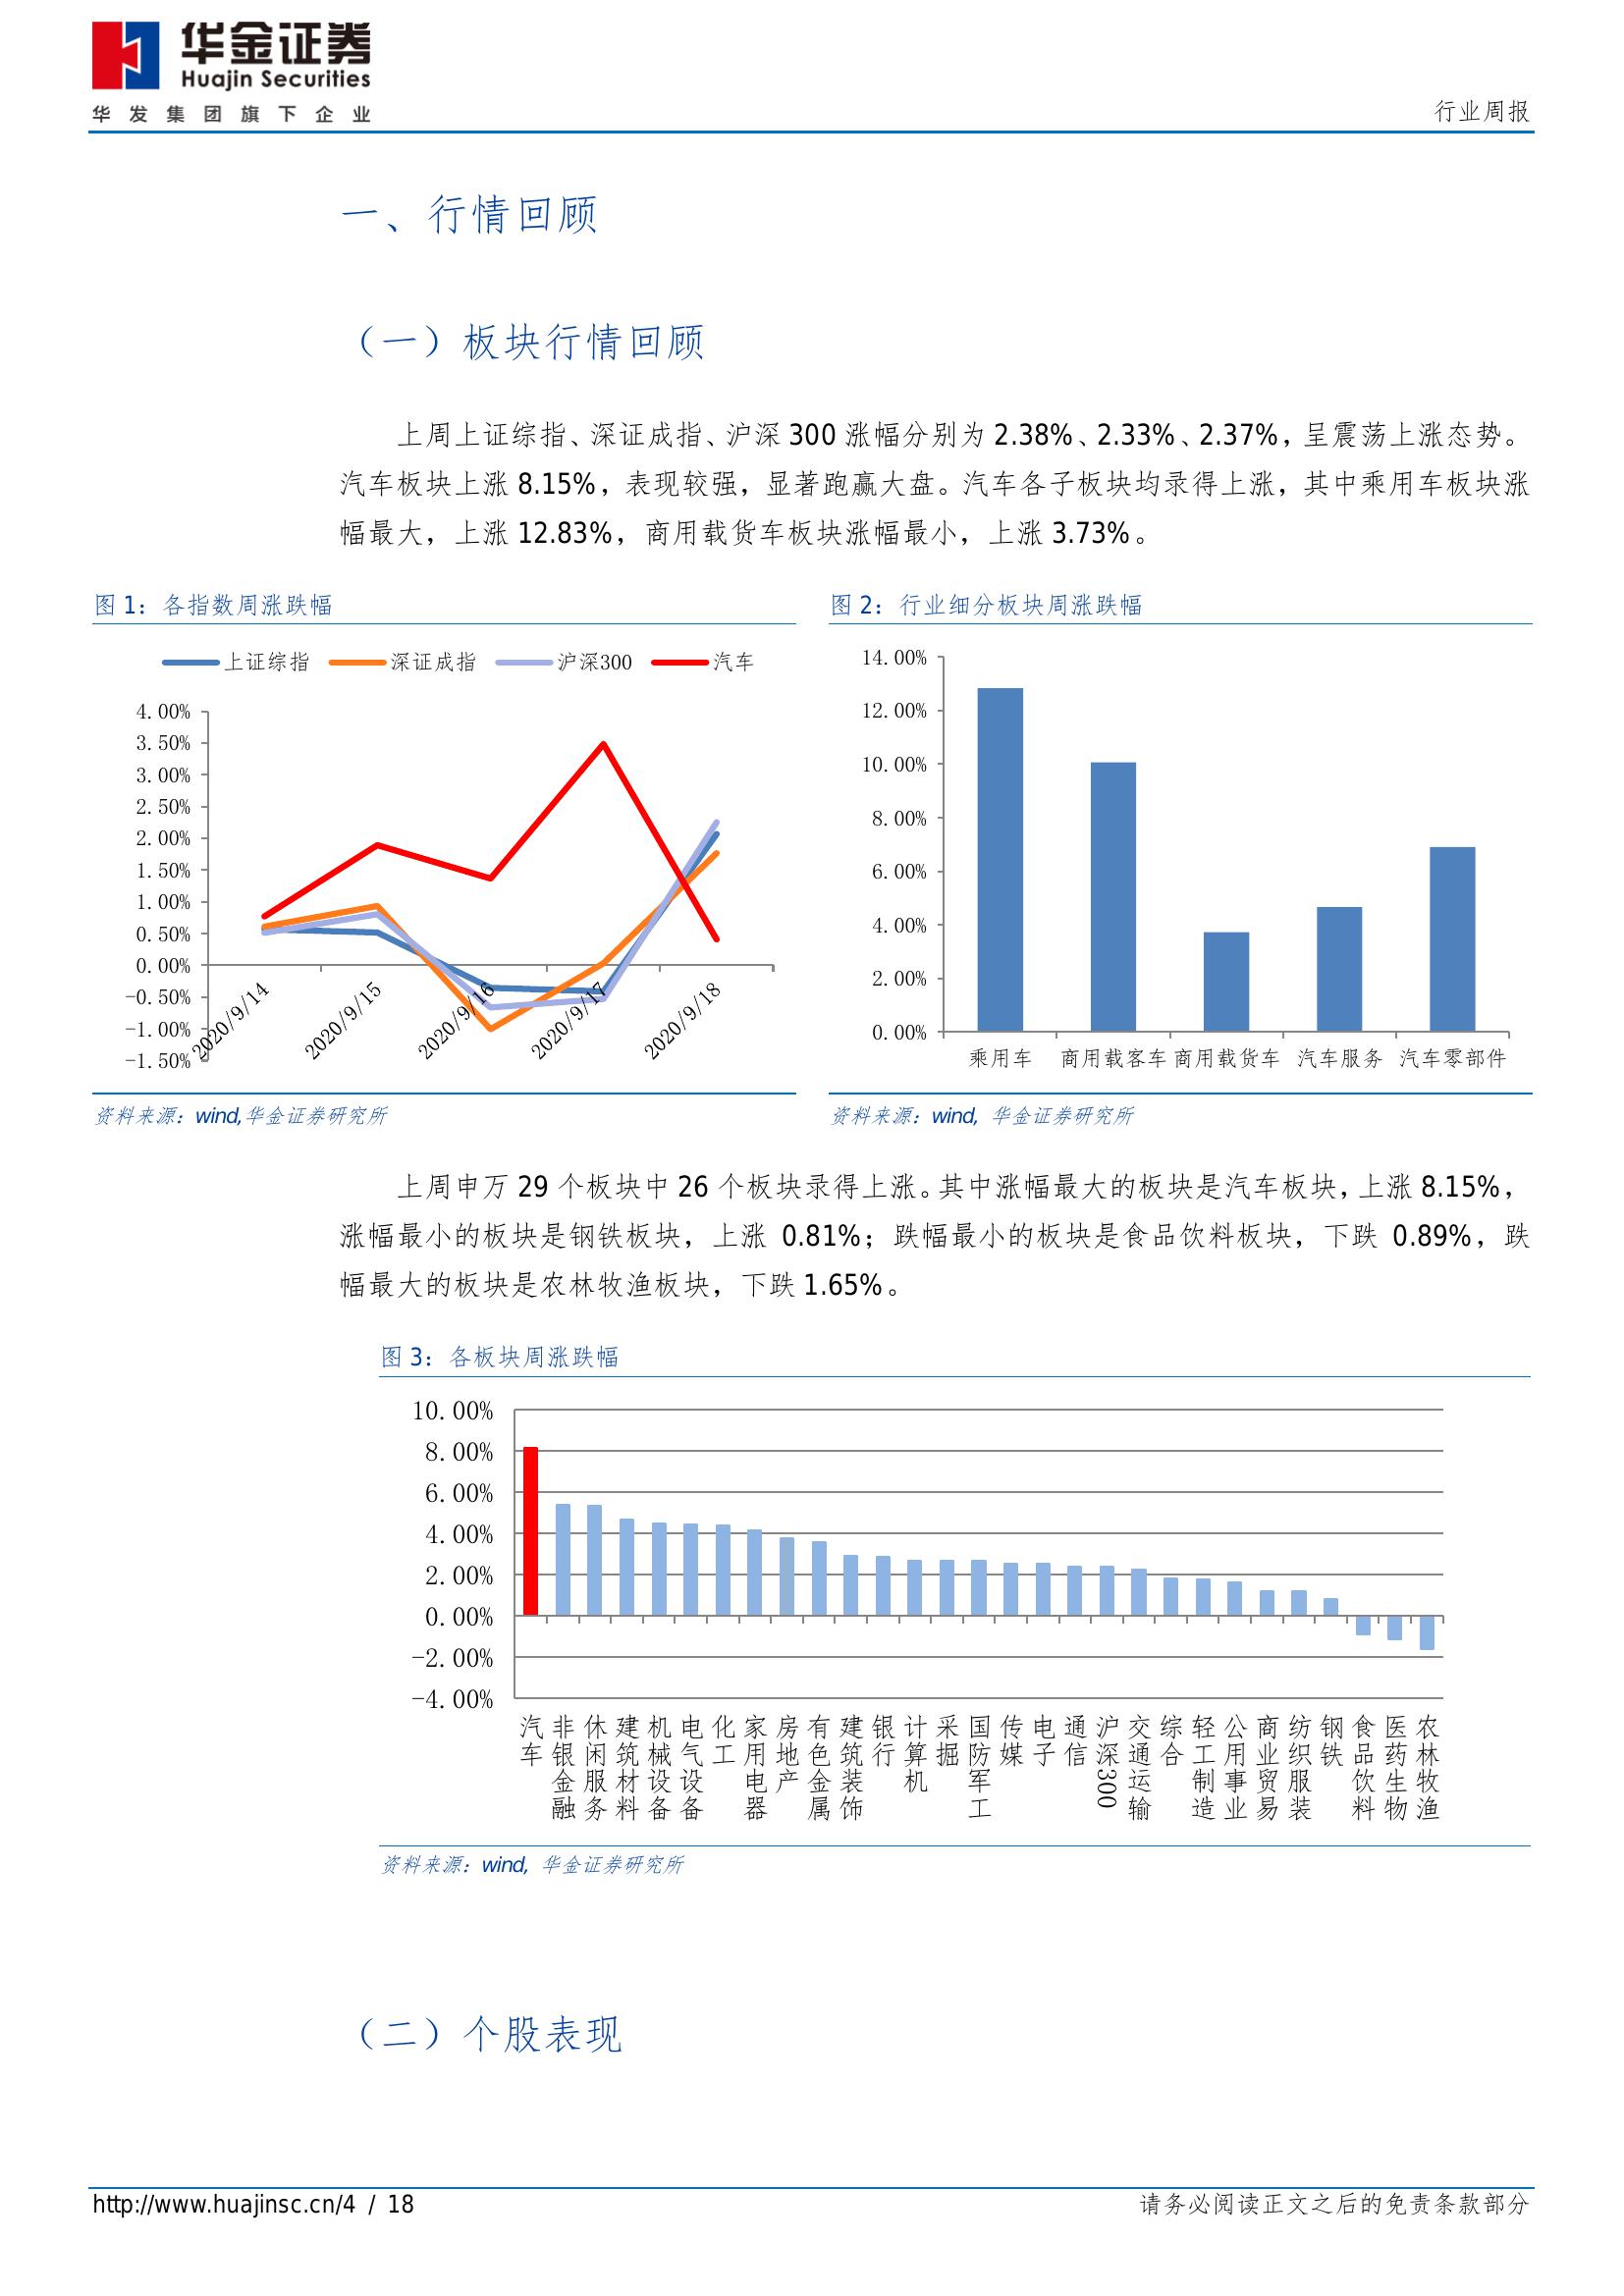 华金证券
Huajin Securities
华发集团旗下企业
行业周报
一、行情回顾
（一）板块行情回顾
上周上证综指、深证成指、沪深 300 涨幅分别为 2.38%、2.33%、2.37%，呈震荡上涨态势。
汽车板块上涨 8.15%，表现较强，显著跑赢大盘。汽车各子板块均录得上涨，其中乘用车板块涨
幅最大，上涨 12.83%，商用载货车板块涨幅最小，上涨 3.73%。
图 1：各指数周涨跌幅
上证综指 深证成指 沪深300 汽车
4.00%
3.50%
3.00%
2.50%
2.00%
1.50%
1.00%
0.50%
0.00%
-0.50%
-1.00%
-1.50%
2020/9/14 2020/9/15 2020/9/16 2020/9/17 2020/9/18
资料来源：wind,华金证券研究所
图 2：行业细分板块周涨跌幅
14.00%
12.00%
10.00%
8.00%
6.00%
4.00%
2.00%
0.00%
乘用车 商用载客车 商用载货车 汽车服务 汽车零部件
资料来源：wind, 华金证券研究所
上周申万 29 个板块中 26 个板块录得上涨。其中涨幅最大的板块是汽车板块，上涨 8.15%，
涨幅最小的板块是钢铁板块，上涨 0.81%；跌幅最小的板块是食品饮料板块，下跌 0.89%，跌
幅最大的板块是农林牧渔板块，下跌 1.65%。
图 3：各板块周涨跌幅
10.00%
8.00%
6.00%
4.00%
2.00%
0.00%
-2.00%
-4.00%
汽车 非银金融 休闲服务 建筑材料 机械设备 电气设备 化工 家用电器 房地产 有色金属 建筑装饰 银行 计算机 采掘 国防军工 传媒 电子 通信 沪深300 交通运输 综合 轻工制造 公用事业 商业贸易 纺织服装 钢铁 食品饮料 医药生物 农林牧渔
资料来源：wind, 华金证券研究所
（二）个股表现
http://www.huajinsc.cn/4 / 18
请务必阅读正文之后的免责条款部分